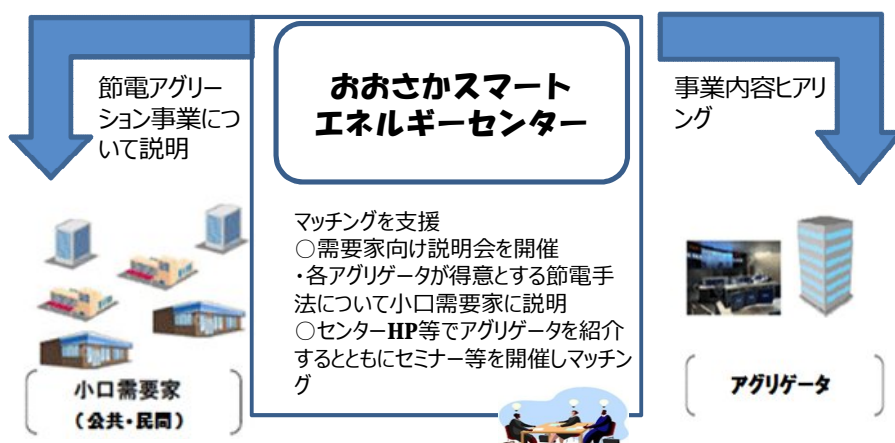 節電アグリー
ション事業につ
いて説明
おおさかスマート
エネルギーセンター
事業内容ヒアリ
ング
マッチングを支援
○需要家向け説明会を開催
・各アグリゲータが得意とする節電手
法について小口需要家に説明
○センターHP等でアグリゲータを紹介
するとともにセミナー等を開催しマッチン
グ
小口需要家
（公共・民間）
アグリゲータ